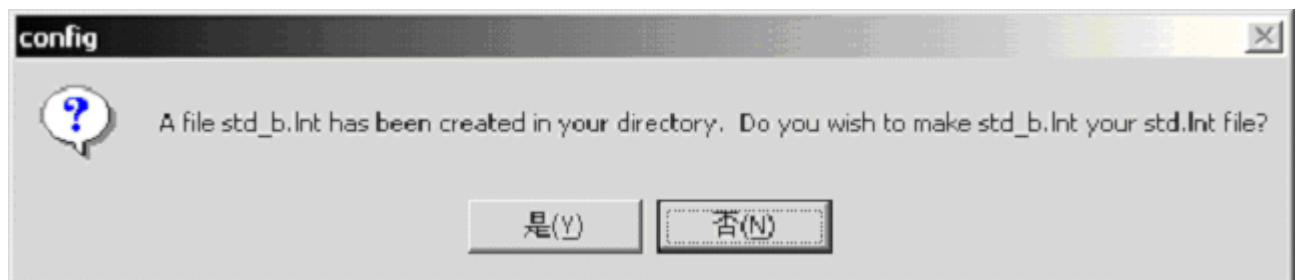 config
A file std_b.lnt has been created in your directory.  Do you wish to make std_b.lnt your std.lnt file?
是(Y) 否(N)